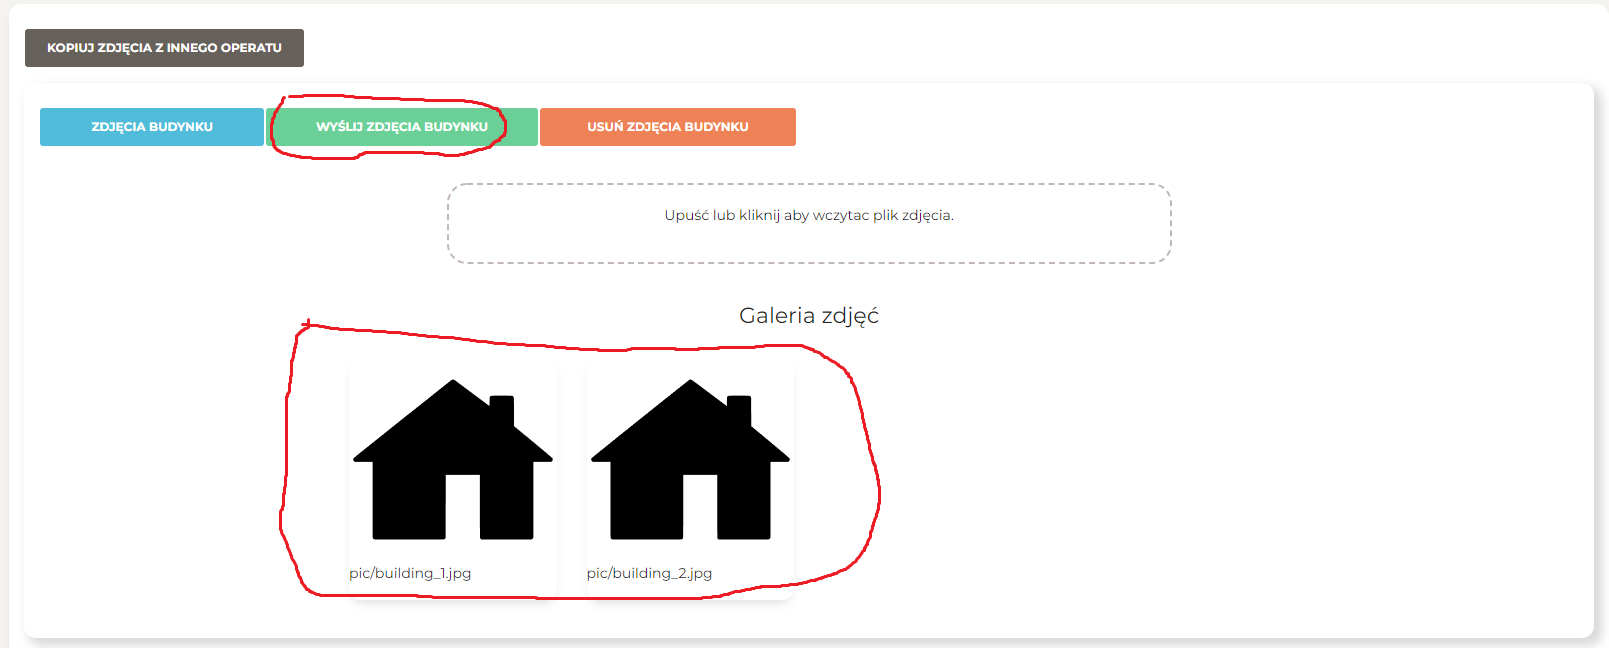 KOPIUJ ZDJĘCIA Z INNEGO OPERATU
ZDJĘCIA BUDYNKU
WYŚLIJ ZDJĘCIA BUDYNKU
USUŃ ZDJĘCIA BUDYNKU
Upuść lub kliknij aby wczytac plik zdjęcia.
Galeria zdjęć
pic/building_1.jpg
pic/building_2.jpg